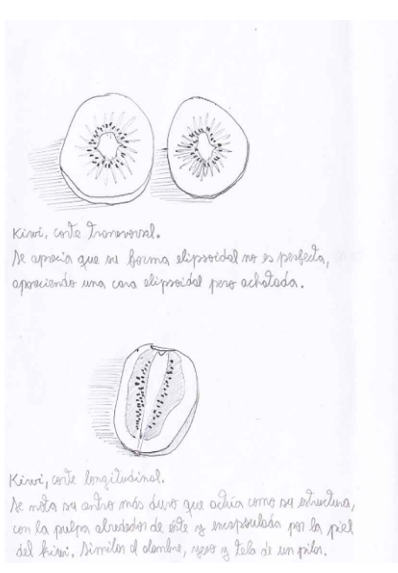 Kiwi, corte transversal.
Se aprecia que su forma elipsoidal no es perfecta,
apareciendo una cara elipsoidal pero achatada.
Kiwi, corte longitudinal.
Se nota su centro más duro que actúa como su estructura,
con la pulpa alrededor de este y encapsulada por la piel
del kiwi. Similar al alambre, yeso y tela de un pilar.